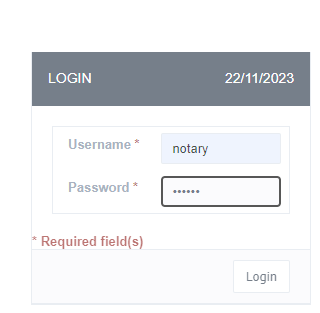 LOGIN 22/11/2023
Username * notary
Password * ••••••
* Required field(s)
Login